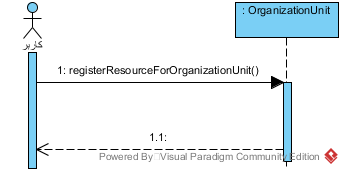 : OrganizationUnit
کاربر
1: registerResourceForOrganizationUnit()
1.1:
Powered By Visual Paradigm Community Edition